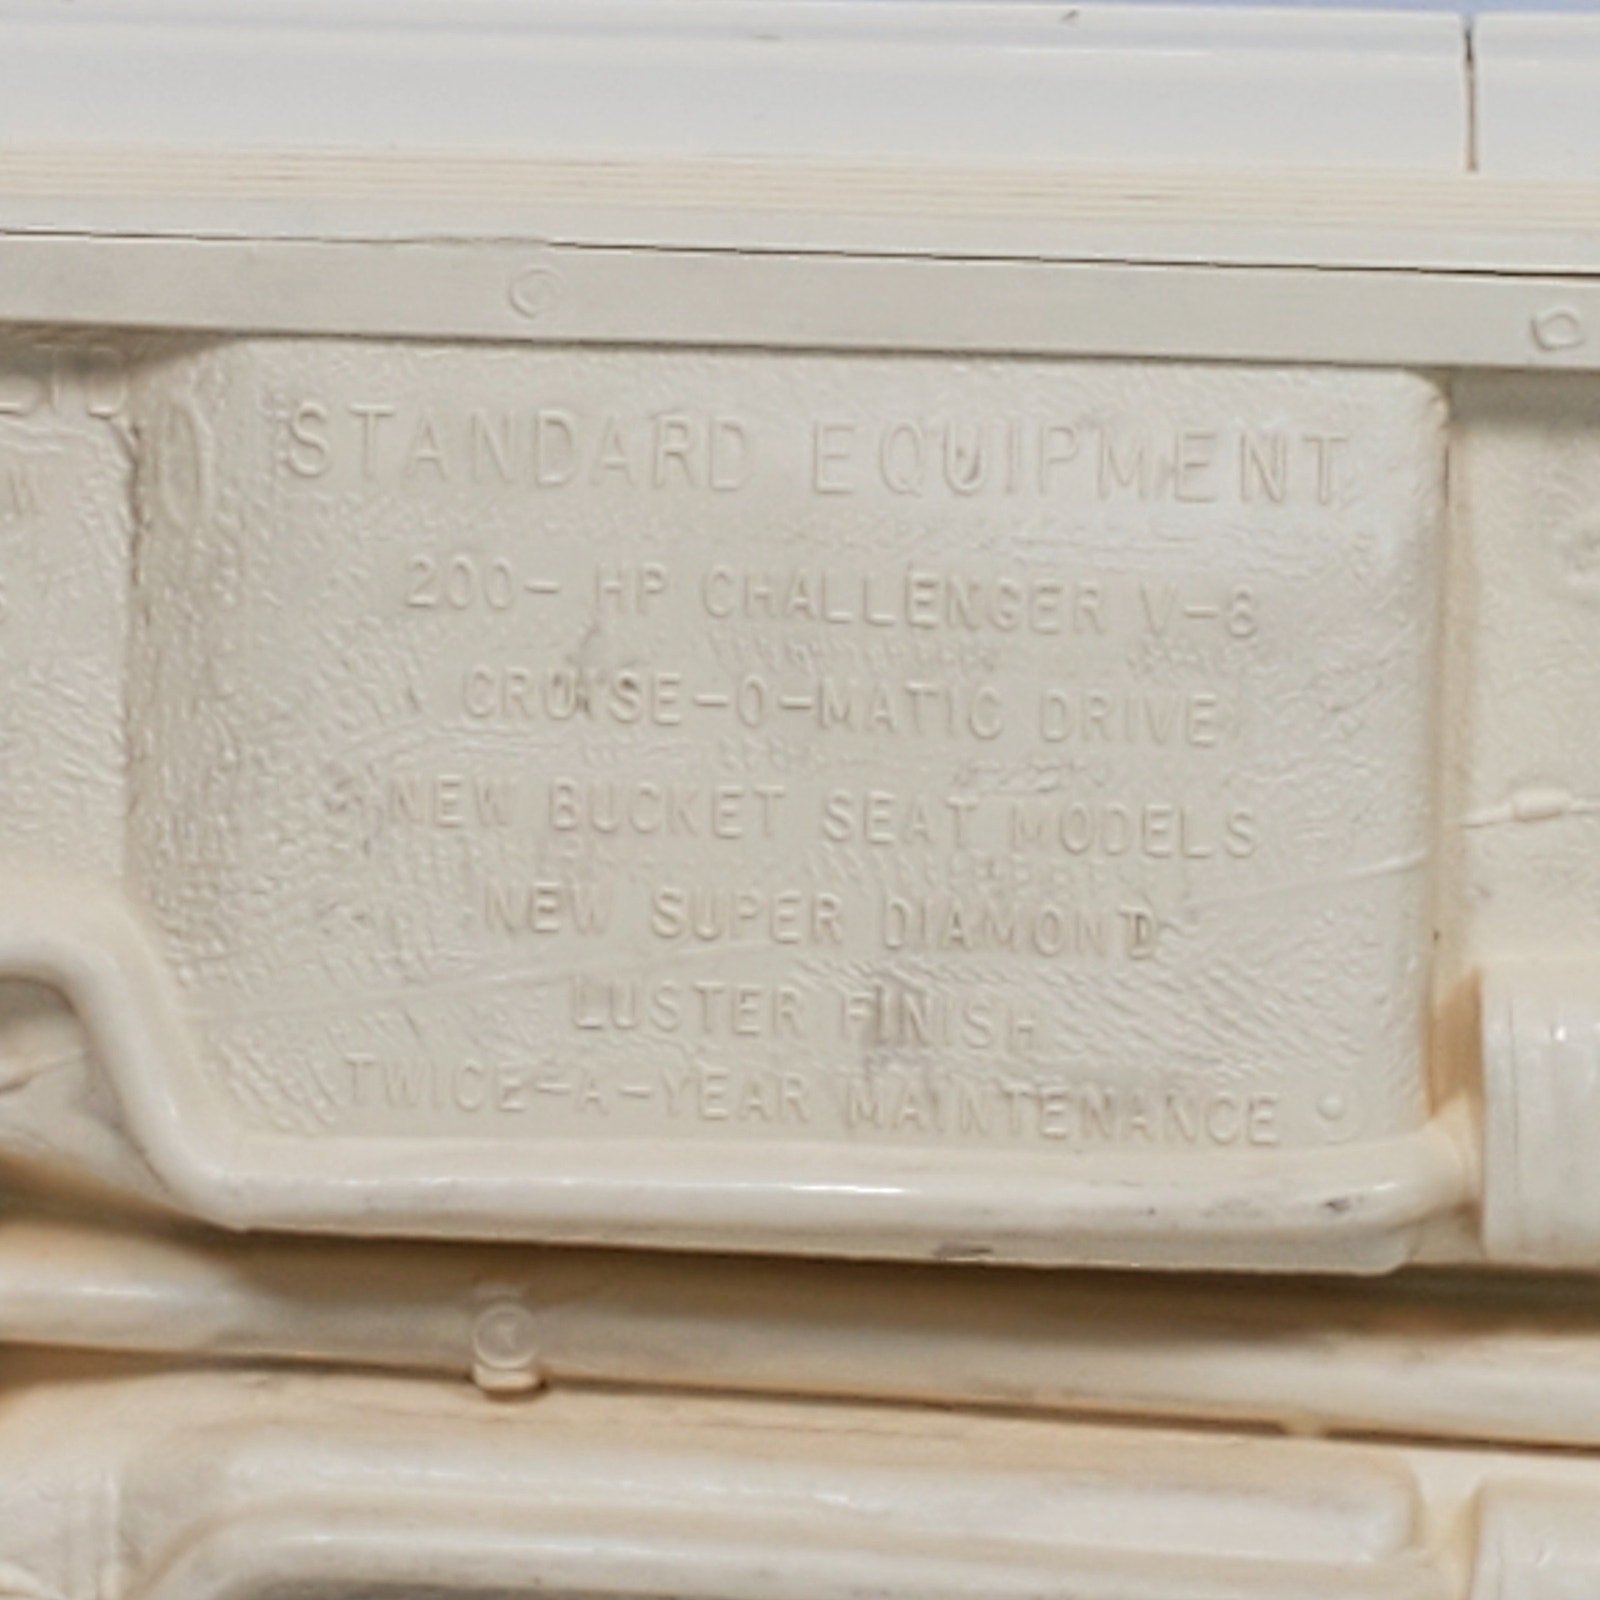 STANDARD EQUIPMENT
200- HP CHALLENGER V-8
CRUISE-O-MATIC DRIVE
NEW BUCKET SEAT MODELS
NEW SUPER DIAMOND
LUSTER FINISH
TWICE-A-YEAR MAINTENANCE